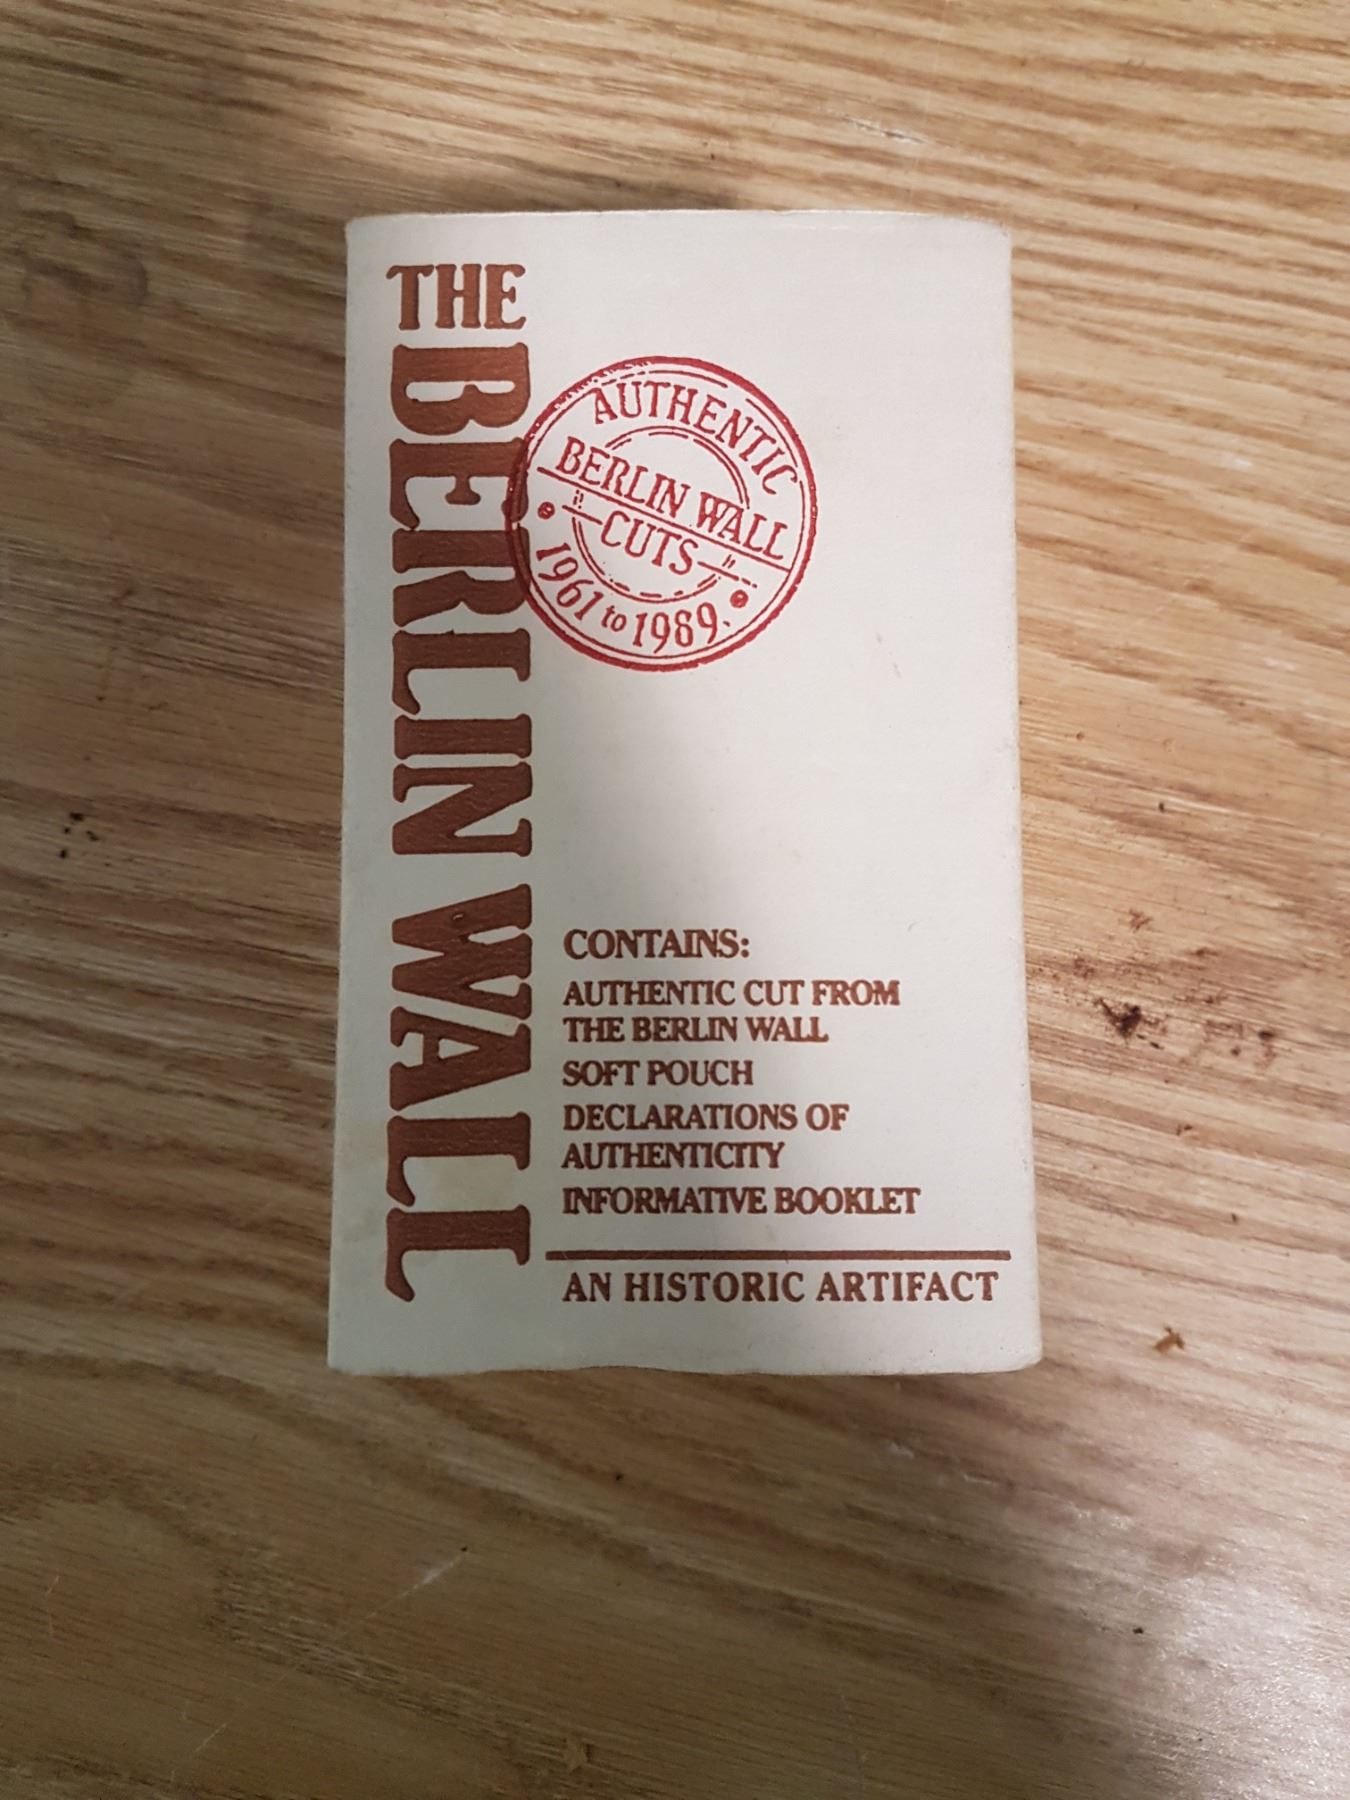 THE BERLIN WALL
AUTHENTIC
BERLIN WALL
CUTS
1961 to 1989.
CONTAINS:
AUTHENTIC CUT FROM
THE BERLIN WALL
SOFT POUCH
DECLARATIONS OF
AUTHENTICITY
INFORMATIVE BOOKLET
AN HISTORIC ARTIFACT